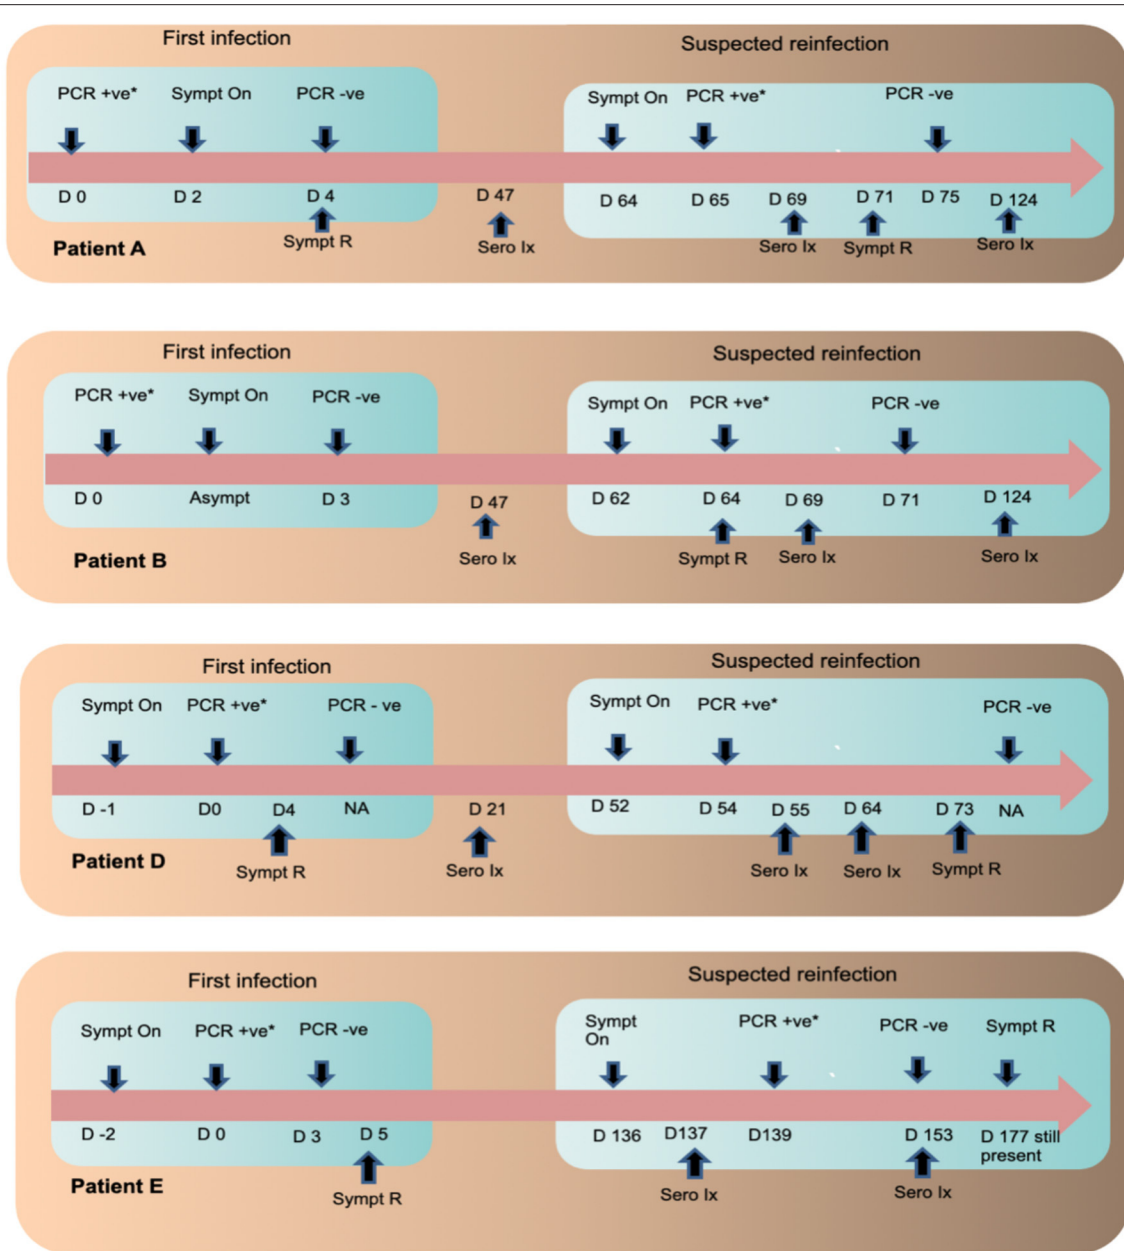 First infection
Suspected reinfection
PCR +ve* Sympt On PCR -ve
Sympt On PCR +ve* PCR -ve
D 0 D 2 D 4 D 47 D 64 D 65 D 69 D 71 D 75 D 124
Patient A Sympt R Sero Ix Sero Ix Sympt R Sero Ix
First infection
Suspected reinfection
PCR +ve* Sympt On PCR -ve
Sympt On PCR +ve* PCR -ve
D 0 Asympt D 3 D 47 D 62 D 64 D 69 D 71 D 124
Patient B Sero Ix Sympt R Sero Ix Sero Ix
First infection
Suspected reinfection
Sympt On PCR +ve* PCR - ve
Sympt On PCR +ve* PCR -ve
D -1 D0 D4 NA D 21 D 52 D 54 D 55 D 64 D 73 NA
Patient D Sympt R Sero Ix Sero Ix Sero Ix Sympt R
First infection
Suspected reinfection
Sympt On PCR +ve* PCR -ve
Sympt
On
PCR +ve* PCR -ve Sympt R
D -2 D 0 D 3 D 5 D 136 D137 D139 D 153 D 177 still
present
Patient E Sympt R Sero Ix Sero Ix